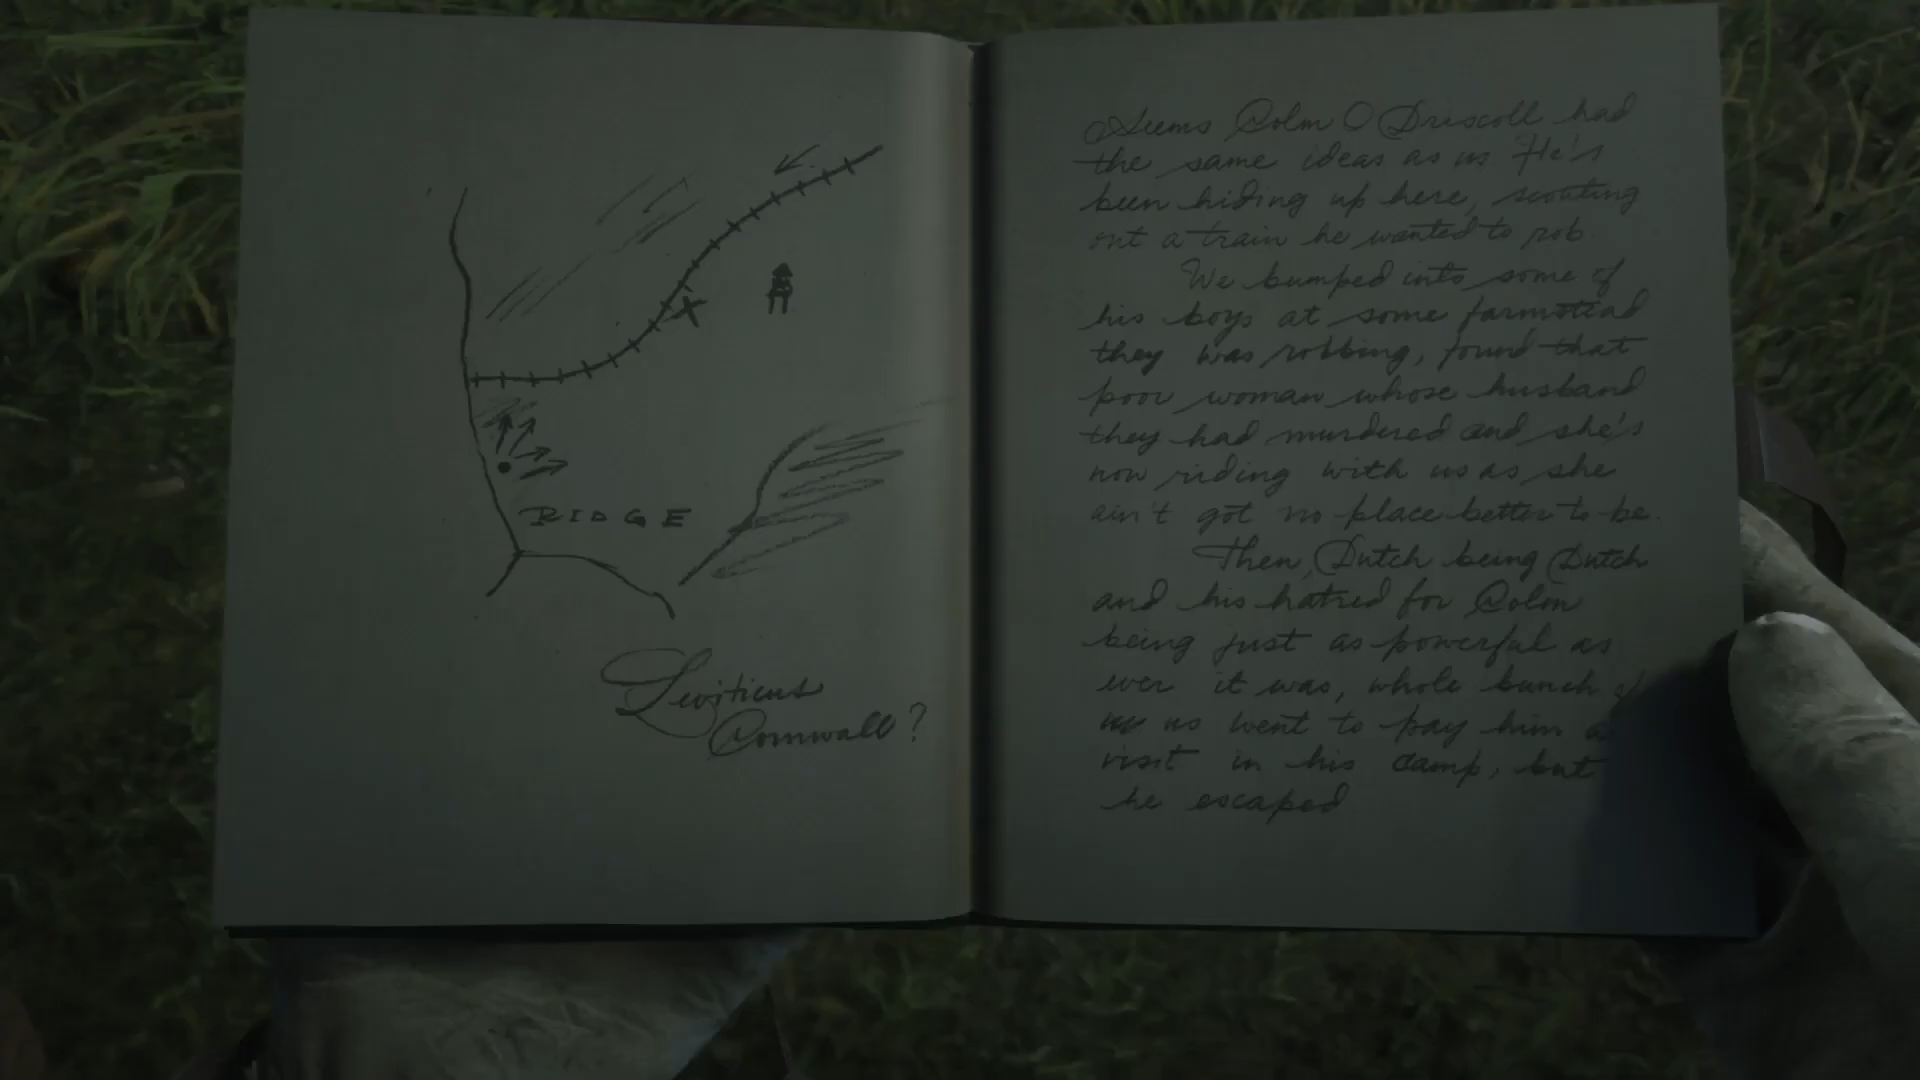 RIDGE
Leviticus
Cornwall?
Seems Colm O Driscoll had
the same ideas as us He's
been hiding up here, scouting
out a train he wanted to rob.
We bumped into some of
his boys at some farmstead
they was robbing, found that
poor woman whose husband
they had murdered and she's
now riding with us as she
ain't got no place better to be.
Then, Dutch being Dutch
and his hatred for Colm
being just as powerful as
ever it was, whole bunch of
us went to pay him a
visit in his camp, but
he escaped